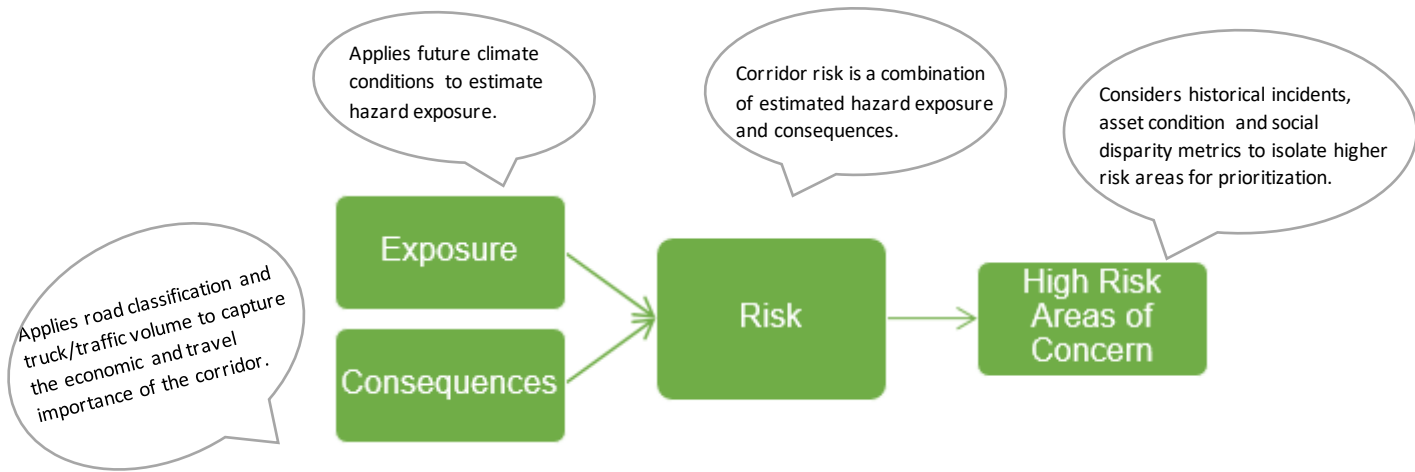 Applies future climate
conditions to estimate
hazard exposure.
Corridor risk is a combination
of estimated hazard exposure
and consequences.
Considers historical incidents,
asset condition and social
disparity metrics to isolate higher
risk areas for prioritization.
Applies road classification and
truck/traffic volume to capture
the economic and travel
importance of the corridor.
Exposure
Consequences
Risk
High Risk
Areas of
Concern